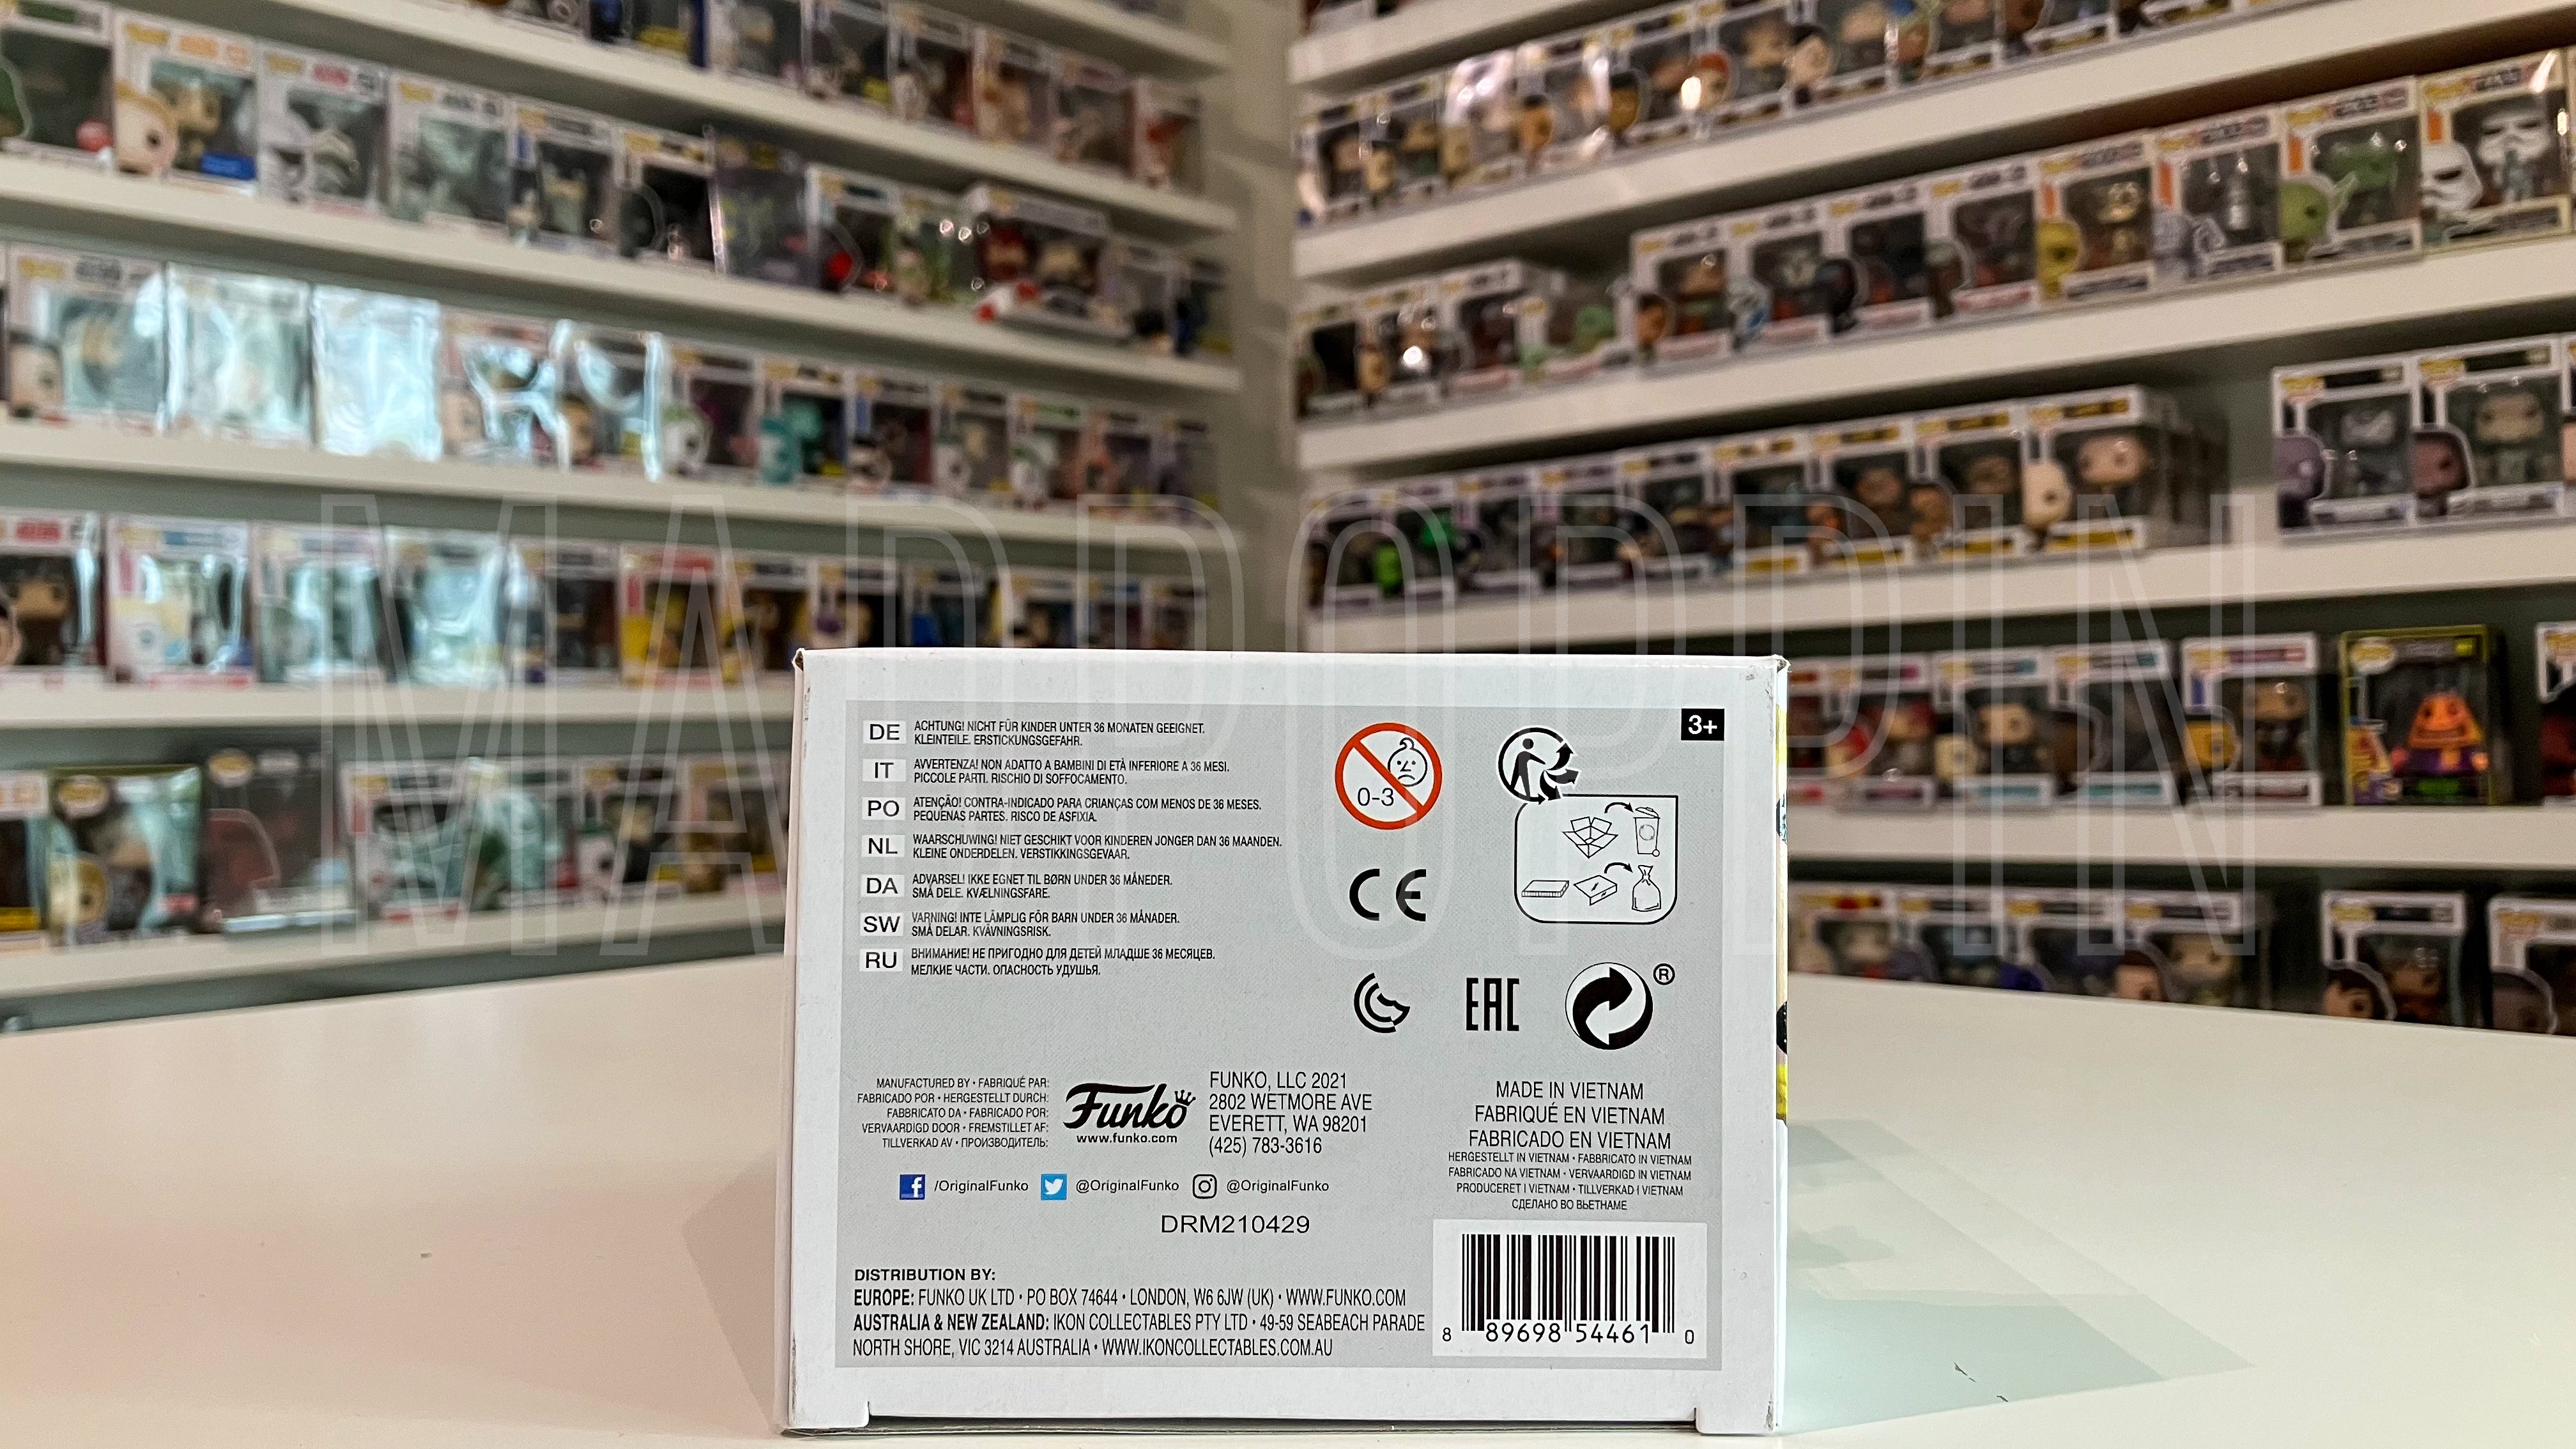 MADPOPPIN
3+
DE ACHTUNG! NICHT FÜR KINDER UNTER 36 MONATEN GEEIGNET.
KLEINTEILE. ERSTICKUNGSGEFAHR.
IT AVVERTENZA! NON ADATTO A BAMBINI DI ETÀ INFERIORE A 36 MESI.
PICCOLE PARTI. RISCHIO DI SOFFOCAMENTO.
PO ATENÇÃO! CONTRA-INDICADO PARA CRIANÇAS COM MENOS DE 36 MESES.
PEQUENAS PARTES. RISCO DE ASFIXIA.
NL WAARSCHUWING! NIET GESCHIKT VOOR KINDEREN JONGER DAN 36 MAANDEN.
KLEINE ONDERDELEN. VERSTIKKINGSGEVAAR.
DA ADVARSEL! IKKE EGNET TIL BØRN UNDER 36 MÅNEDER.
SMÅ DELE. KVÆLNINGSFARE.
SW VARNING! INTE LÄMPLIG FÖR BARN UNDER 36 MÅNADER.
SMÅ DELAR. KVÄVNINGSRISK.
RU ВНИМАНИЕ! НЕ ПРИГОДНО ДЛЯ ДЕТЕЙ МЛАДШЕ 36 МЕСЯЦЕВ.
МЕЛКИЕ ЧАСТИ. ОПАСНОСТЬ УДУШЬЯ.
0-3
CE
EAC
®
MANUFACTURED BY • FABRIQUÉ PAR:
FABRICADO POR • HERGESTELLT DURCH:
FABBRICATO DA • FABRICADO POR:
VERVAARDIGD DOOR • FREMSTILLET AF:
TILLVERKAD AV • ПРОИЗВОДИТЕЛЬ:
Funko
www.funko.com
FUNKO, LLC 2021
2802 WETMORE AVE
EVERETT, WA 98201
(425) 783-3616
MADE IN VIETNAM
FABRIQUÉ EN VIETNAM
FABRICADO EN VIETNAM
HERGESTELLT IN VIETNAM • FABBRICATO IN VIETNAM
FABRICADO NA VIETNAM • VERVAARDIGD IN VIETNAM
PRODUCERET I VIETNAM • TILLVERKAD I VIETNAM
СДЕЛАНО ВО ВЬЕТНАМЕ
/OriginalFunko @OriginalFunko @OriginalFunko
DRM210429
DISTRIBUTION BY:
EUROPE: FUNKO UK LTD • PO BOX 74644 • LONDON, W6 6JW (UK) • WWW.FUNKO.COM
AUSTRALIA & NEW ZEALAND: IKON COLLECTABLES PTY LTD • 49-59 SEABEACH PARADE
NORTH SHORE, VIC 3214 AUSTRALIA • WWW.IKONCOLLECTABLES.COM.AU
8 89698 54461 0